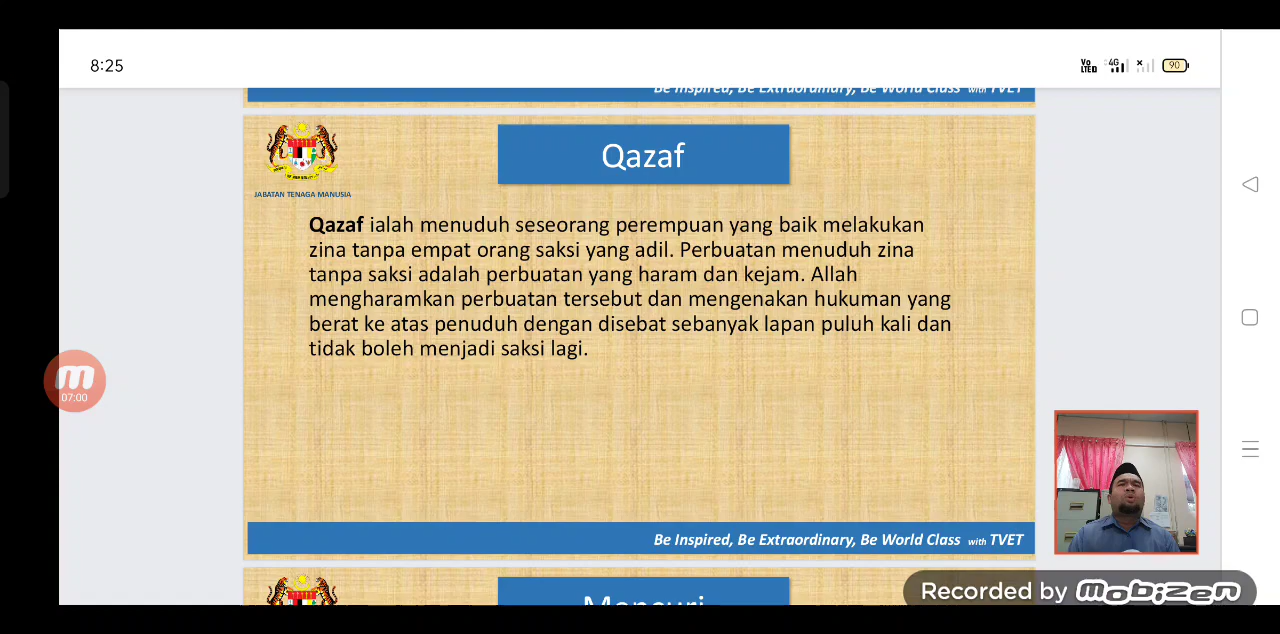 8:25
Vo
LTE
4G
90
Be Inspired, Be Extraordinary, Be World Class with TVET
JABATAN TENAGA MANUSIA
Qazaf
Qazaf ialah menuduh seseorang perempuan yang baik melakukan
zina tanpa empat orang saksi yang adil. Perbuatan menuduh zina
tanpa saksi adalah perbuatan yang haram dan kejam. Allah
mengharamkan perbuatan tersebut dan mengenakan hukuman yang
berat ke atas penuduh dengan disebat sebanyak lapan puluh kali dan
tidak boleh menjadi saksi lagi.
m
07:00
Be Inspired, Be Extraordinary, Be World Class with TVET
Mencuri
Recorded by mobizen